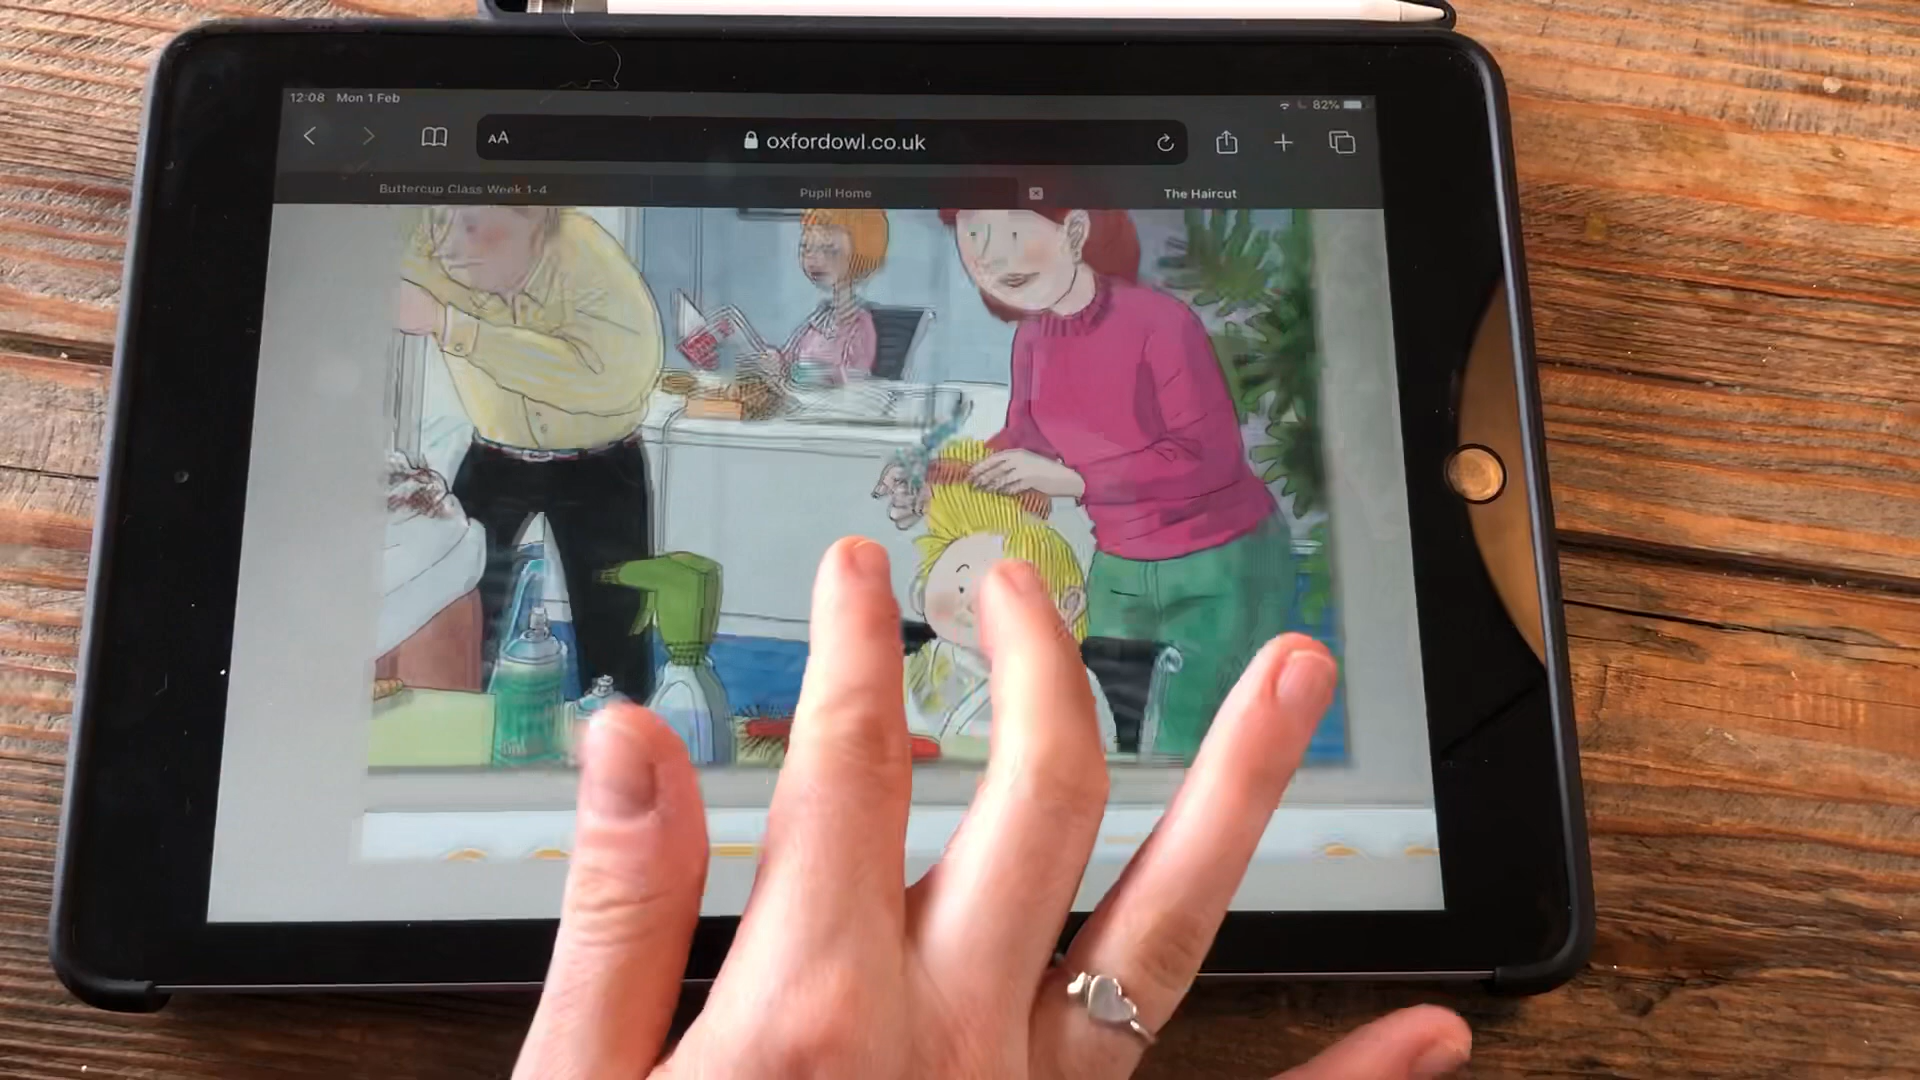 12:08 Mon 1 Feb
82%
AA
oxfordowl.co.uk
Buttercup Class Week 1-4
Pupil Home
The Haircut